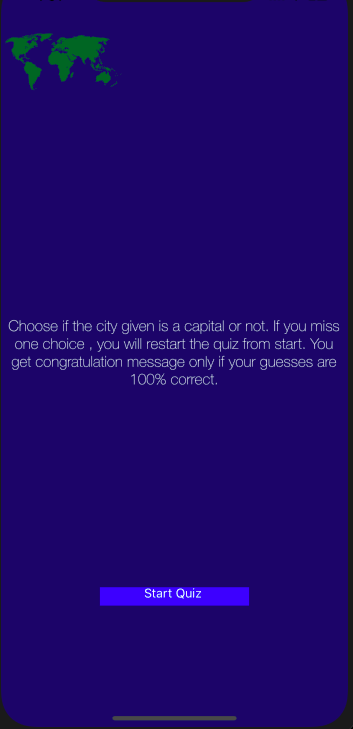 Choose if the city given is a capital or not. If you miss
one choice , you will restart the quiz from start. You
get congratulation message only if your guesses are
100% correct.
Start Quiz